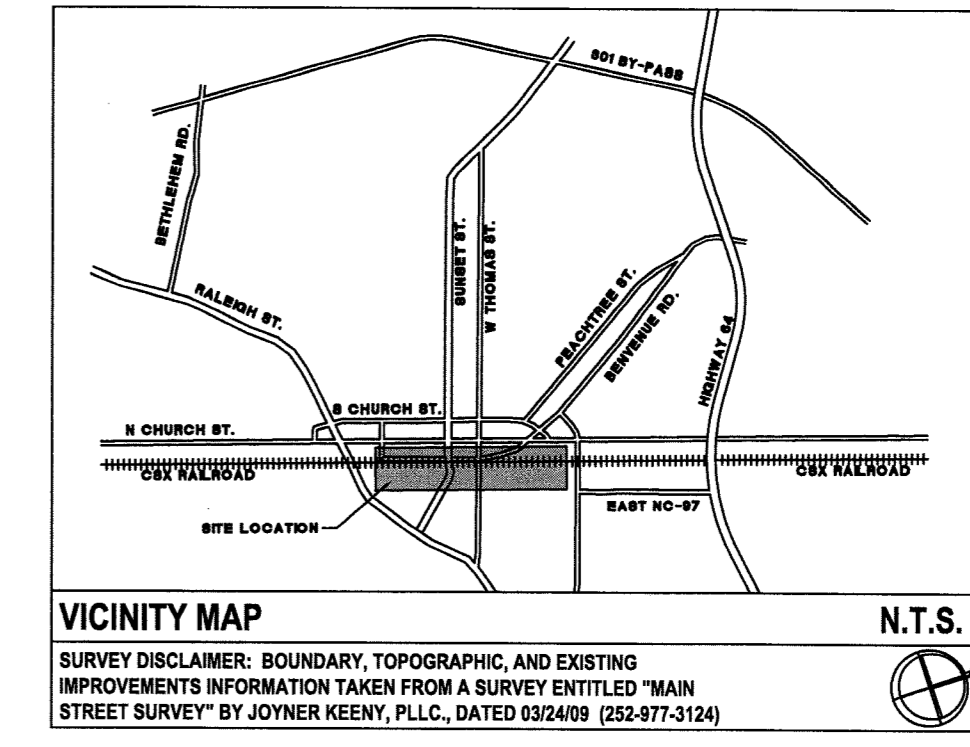 301 BY-PASS
BETHLEHEM RD.
SUNSET ST.
W THOMAS ST.
PEACHTREE ST.
BENVENUE RD.
RALEIGH ST.
HIGHWAY 64
S CHURCH ST.
N CHURCH ST.
CSX RAILROAD
CSX RAILROAD
EAST NC-97
SITE LOCATION
VICINITY MAP
N.T.S.
SURVEY DISCLAIMER: BOUNDARY, TOPOGRAPHIC, AND EXISTING
IMPROVEMENTS INFORMATION TAKEN FROM A SURVEY ENTITLED "MAIN
STREET SURVEY" BY JOYNER KEENY, PLLC., DATED 03/24/09 (252-977-3124)